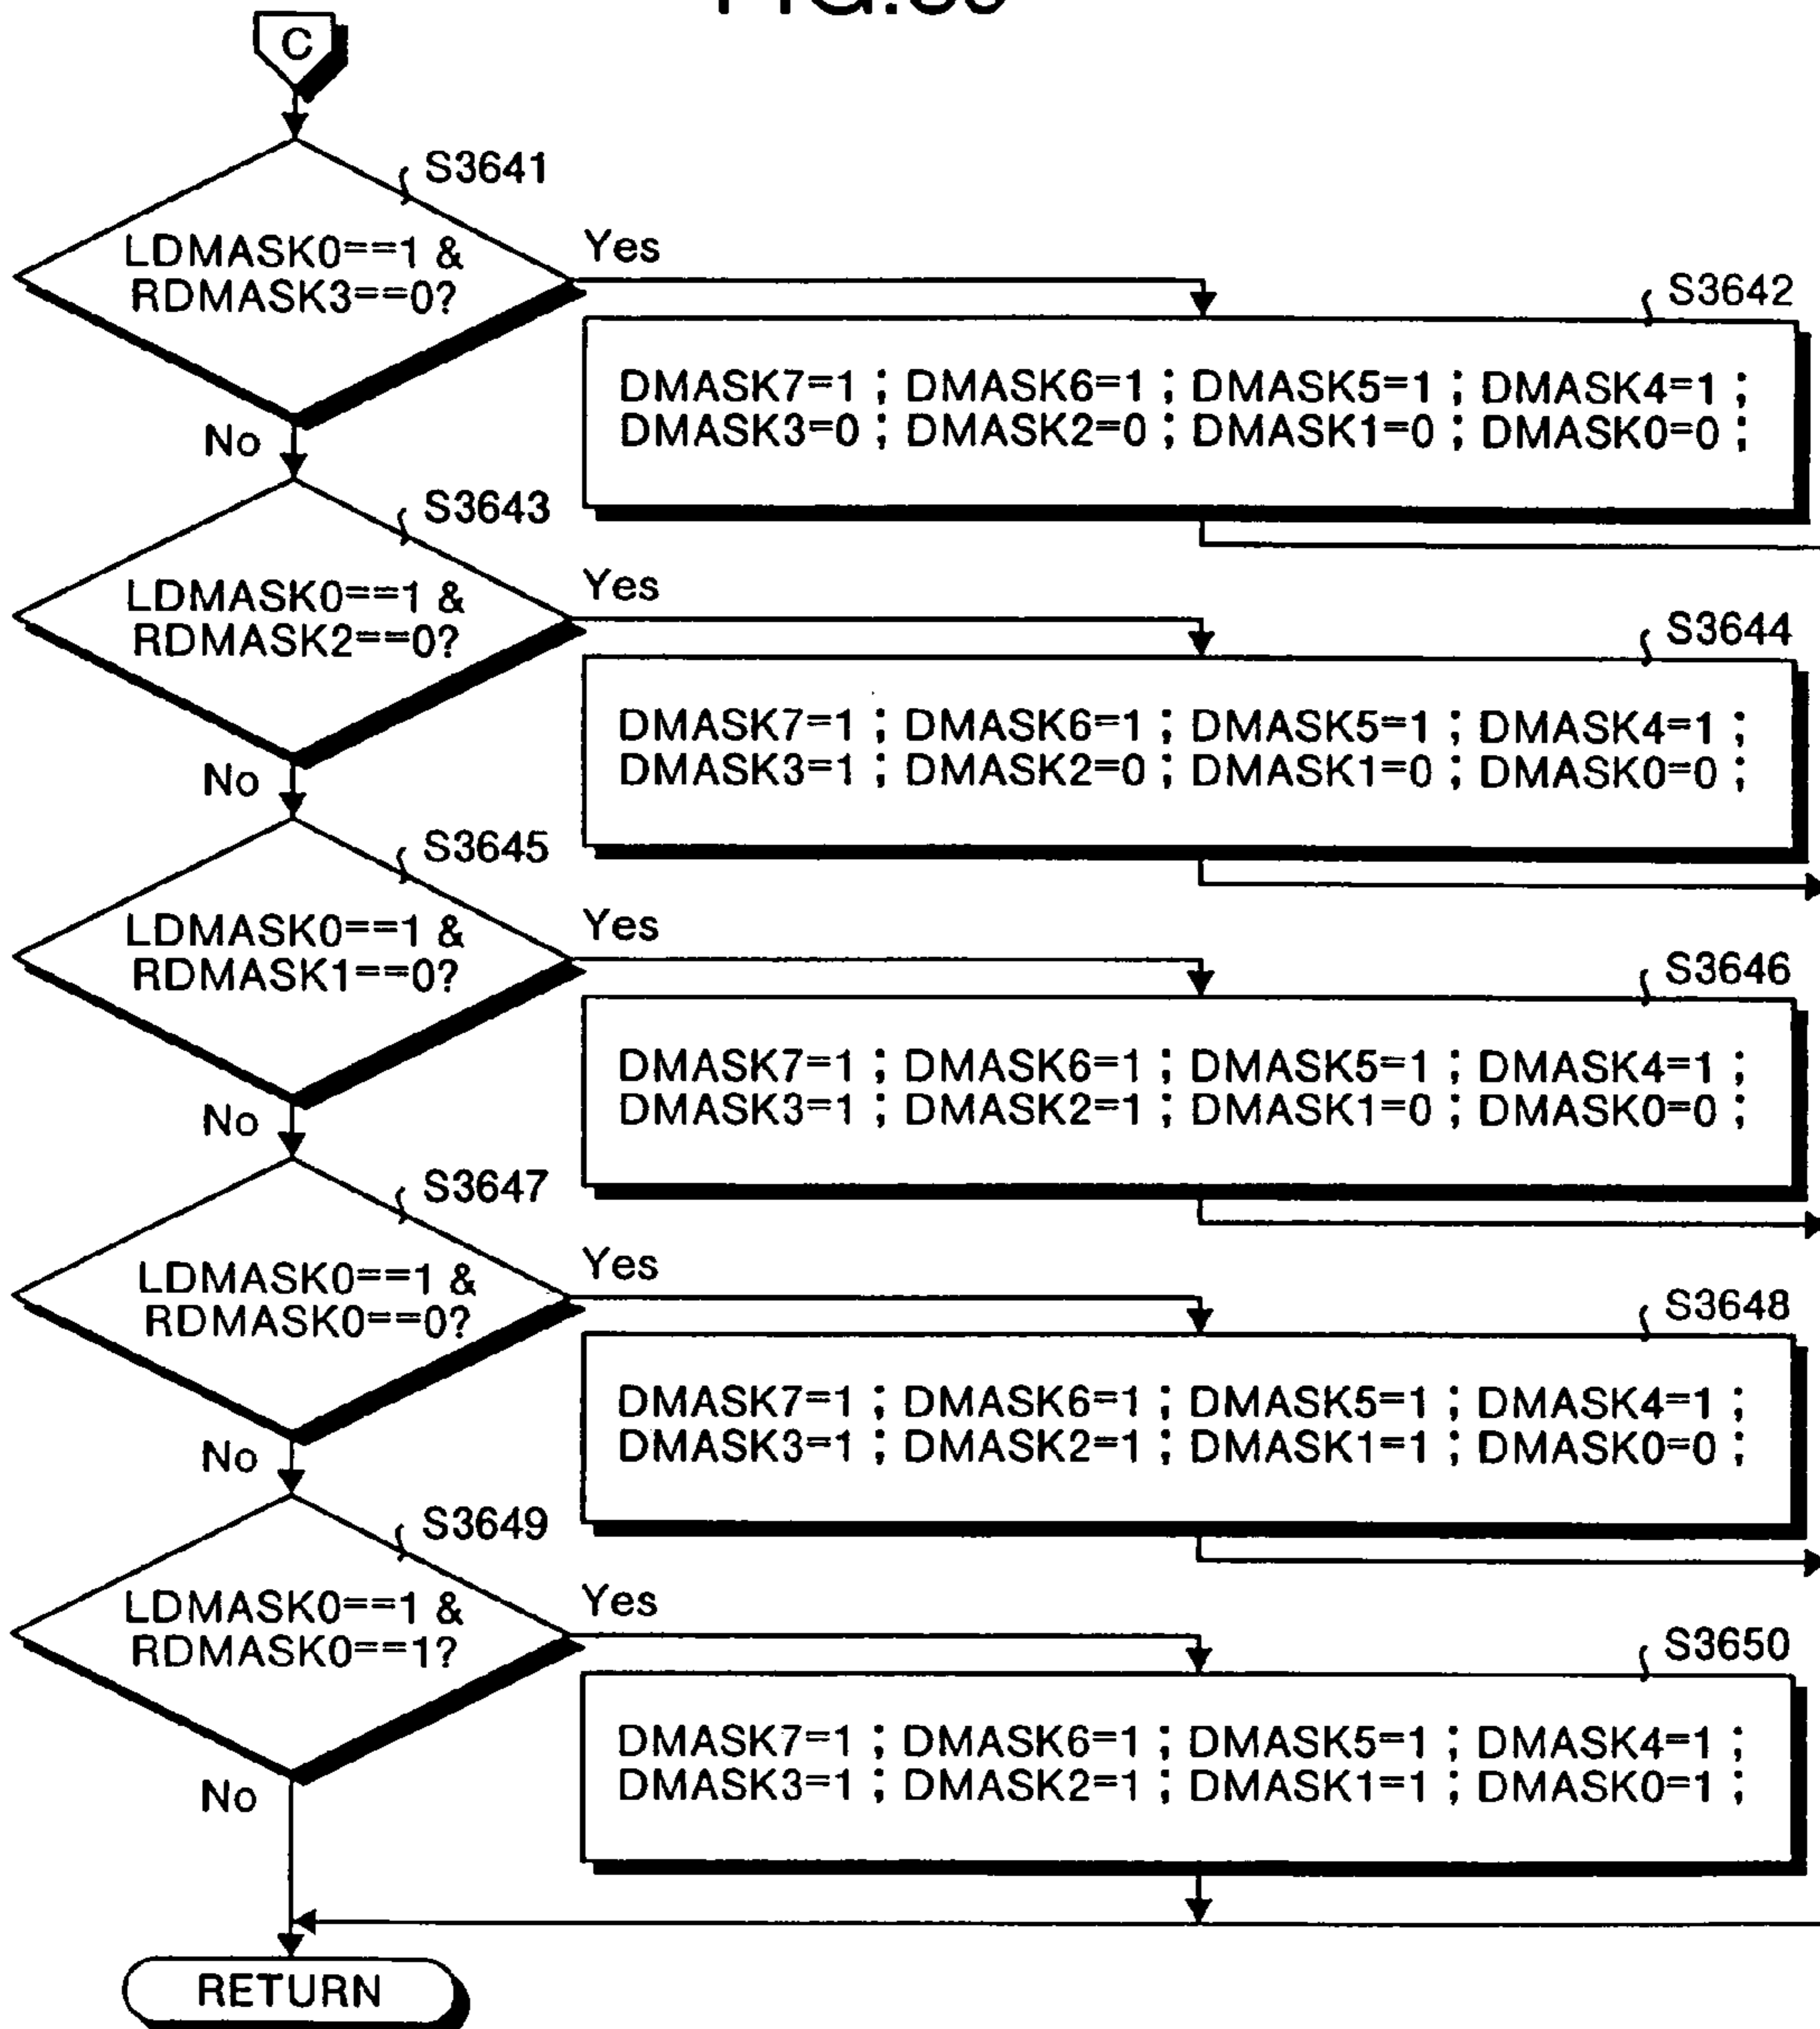 C
S3641
LDMASK0==1 &
RDMASK3==0?
Yes
No
S3642
DMASK7=1 ; DMASK6=1 ; DMASK5=1 ; DMASK4=1 ;
DMASK3=0 ; DMASK2=0 ; DMASK1=0 ; DMASK0=0 ;
S3643
LDMASK0==1 &
RDMASK2==0?
Yes
No
S3644
DMASK7=1 ; DMASK6=1 ; DMASK5=1 ; DMASK4=1 ;
DMASK3=1 ; DMASK2=0 ; DMASK1=0 ; DMASK0=0 ;
S3645
LDMASK0==1 &
RDMASK1==0?
Yes
No
S3646
DMASK7=1 ; DMASK6=1 ; DMASK5=1 ; DMASK4=1 ;
DMASK3=1 ; DMASK2=1 ; DMASK1=0 ; DMASK0=0 ;
S3647
LDMASK0==1 &
RDMASK0==0?
Yes
No
S3648
DMASK7=1 ; DMASK6=1 ; DMASK5=1 ; DMASK4=1 ;
DMASK3=1 ; DMASK2=1 ; DMASK1=1 ; DMASK0=0 ;
S3649
LDMASK0==1 &
RDMASK0==1?
Yes
No
S3650
DMASK7=1 ; DMASK6=1 ; DMASK5=1 ; DMASK4=1 ;
DMASK3=1 ; DMASK2=1 ; DMASK1=1 ; DMASK0=1 ;
RETURN